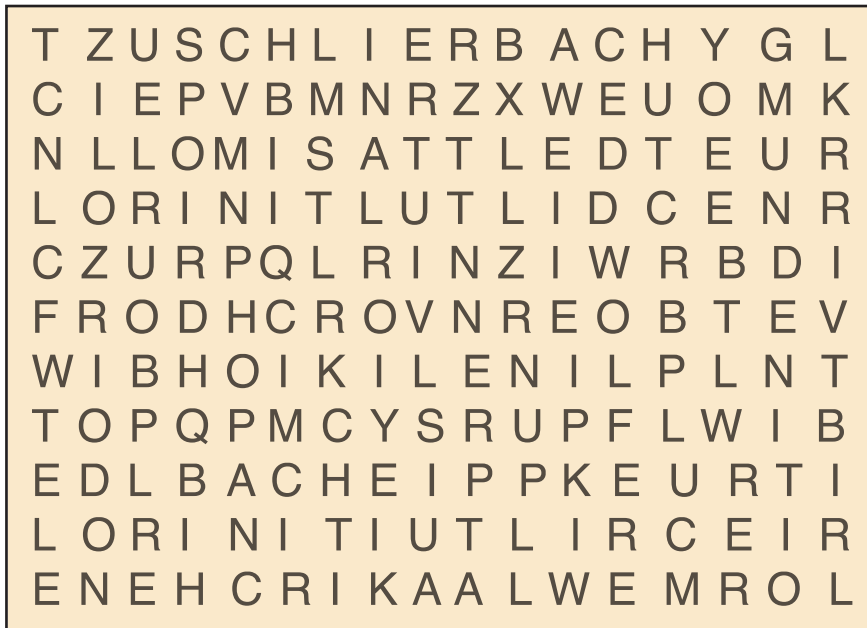 T Z U S C H L I E R B A C H Y G L
C I E P V B M N R Z X W E U O M K
N L L O M I S A T T L E D T E U R
L O R I N I T L U T L I D C E N R
C Z U R P Q L R I N Z I W R B D I
F R O D H C R O V N R E O B T E V
W I B H O I K I L E N I L P L N T
T O P Q P M C Y S R U P F L W I B
E D L B A C H E I P P K E U R T I
L O R I N I T I U T L I R C E I R
E N E H C R I K A A L W E M R O L